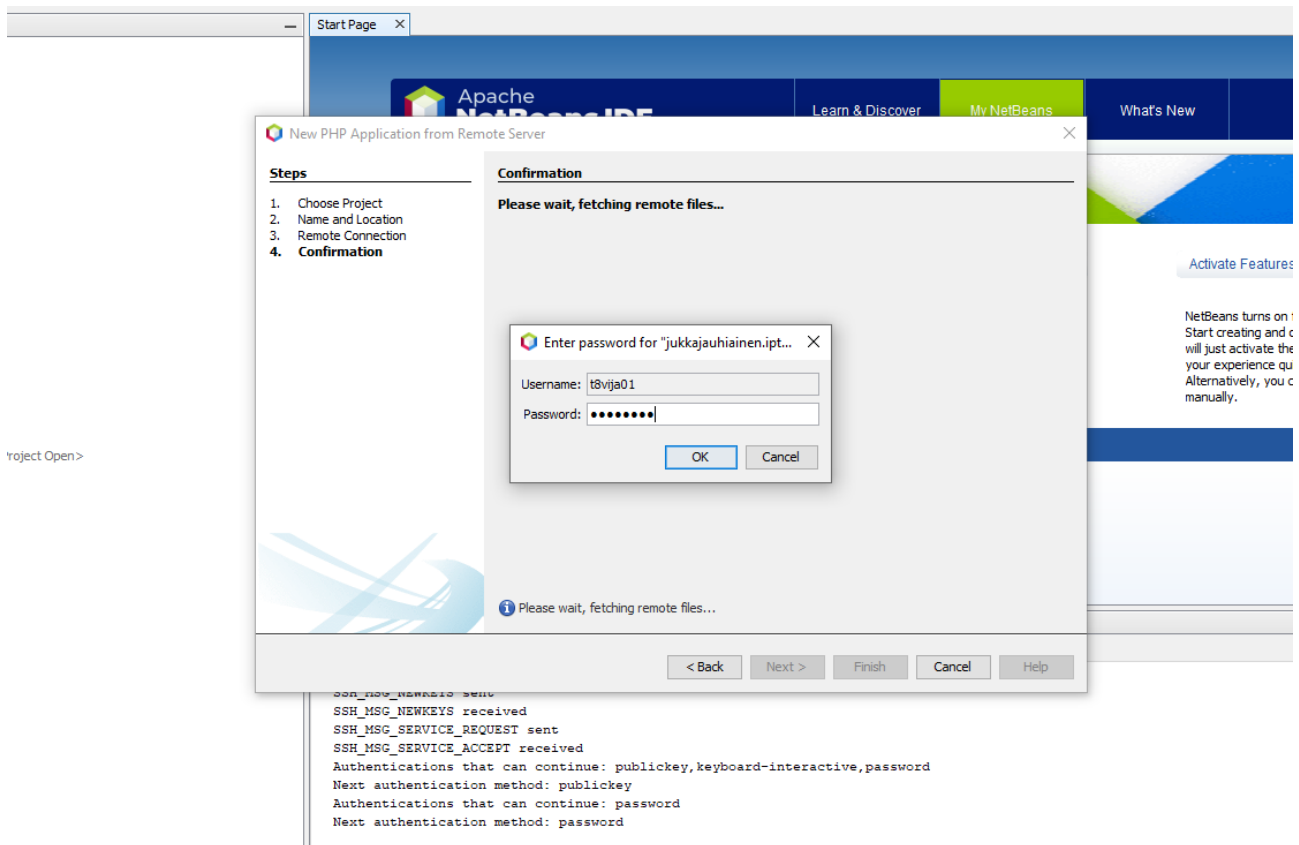 Start Page
Apache
NetBeans IDE
Learn & Discover
My NetBeans
What's New
New PHP Application from Remote Server
Steps
1. Choose Project
2. Name and Location
3. Remote Connection
4. Confirmation
Confirmation
Please wait, fetching remote files...
Enter password for "jukkajauhiainen.ipt...
Username: t8vija01
Password: ●●●●●●●●
OK Cancel
Please wait, fetching remote files...
< Back Next > Finish Cancel Help
Activate Features
NetBeans turns on
Start creating and
will just activate the
your experience
Alternatively, you
manually.
Project Open>
SSH_MSG_NEWKEYS sent
SSH_MSG_NEWKEYS received
SSH_MSG_SERVICE_REQUEST sent
SSH_MSG_SERVICE_ACCEPT received
Authentications that can continue: publickey,keyboard-interactive,password
Next authentication method: publickey
Authentications that can continue: password
Next authentication method: password